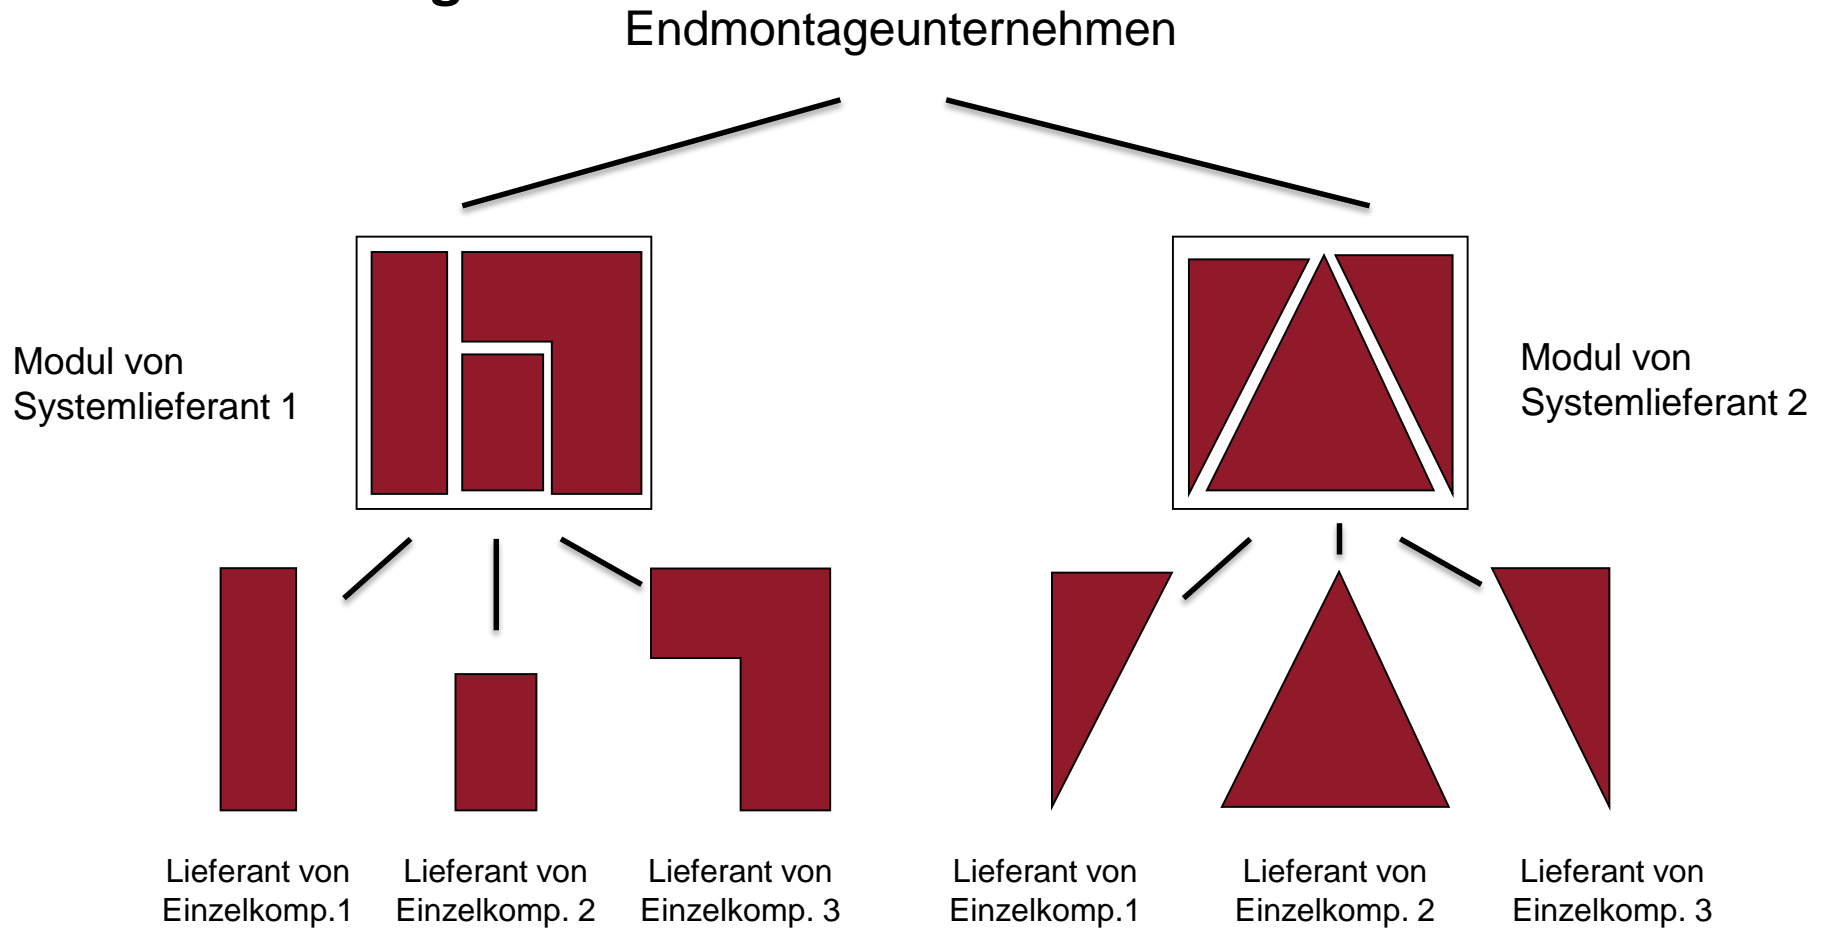 Endmontageunternehmen
Modul von
Systemlieferant 1
Modul von
Systemlieferant 2
Lieferant von
Einzelkomp.1
Lieferant von
Einzelkomp. 2
Lieferant von
Einzelkomp. 3
Lieferant von
Einzelkomp.1
Lieferant von
Einzelkomp. 2
Lieferant von
Einzelkomp. 3